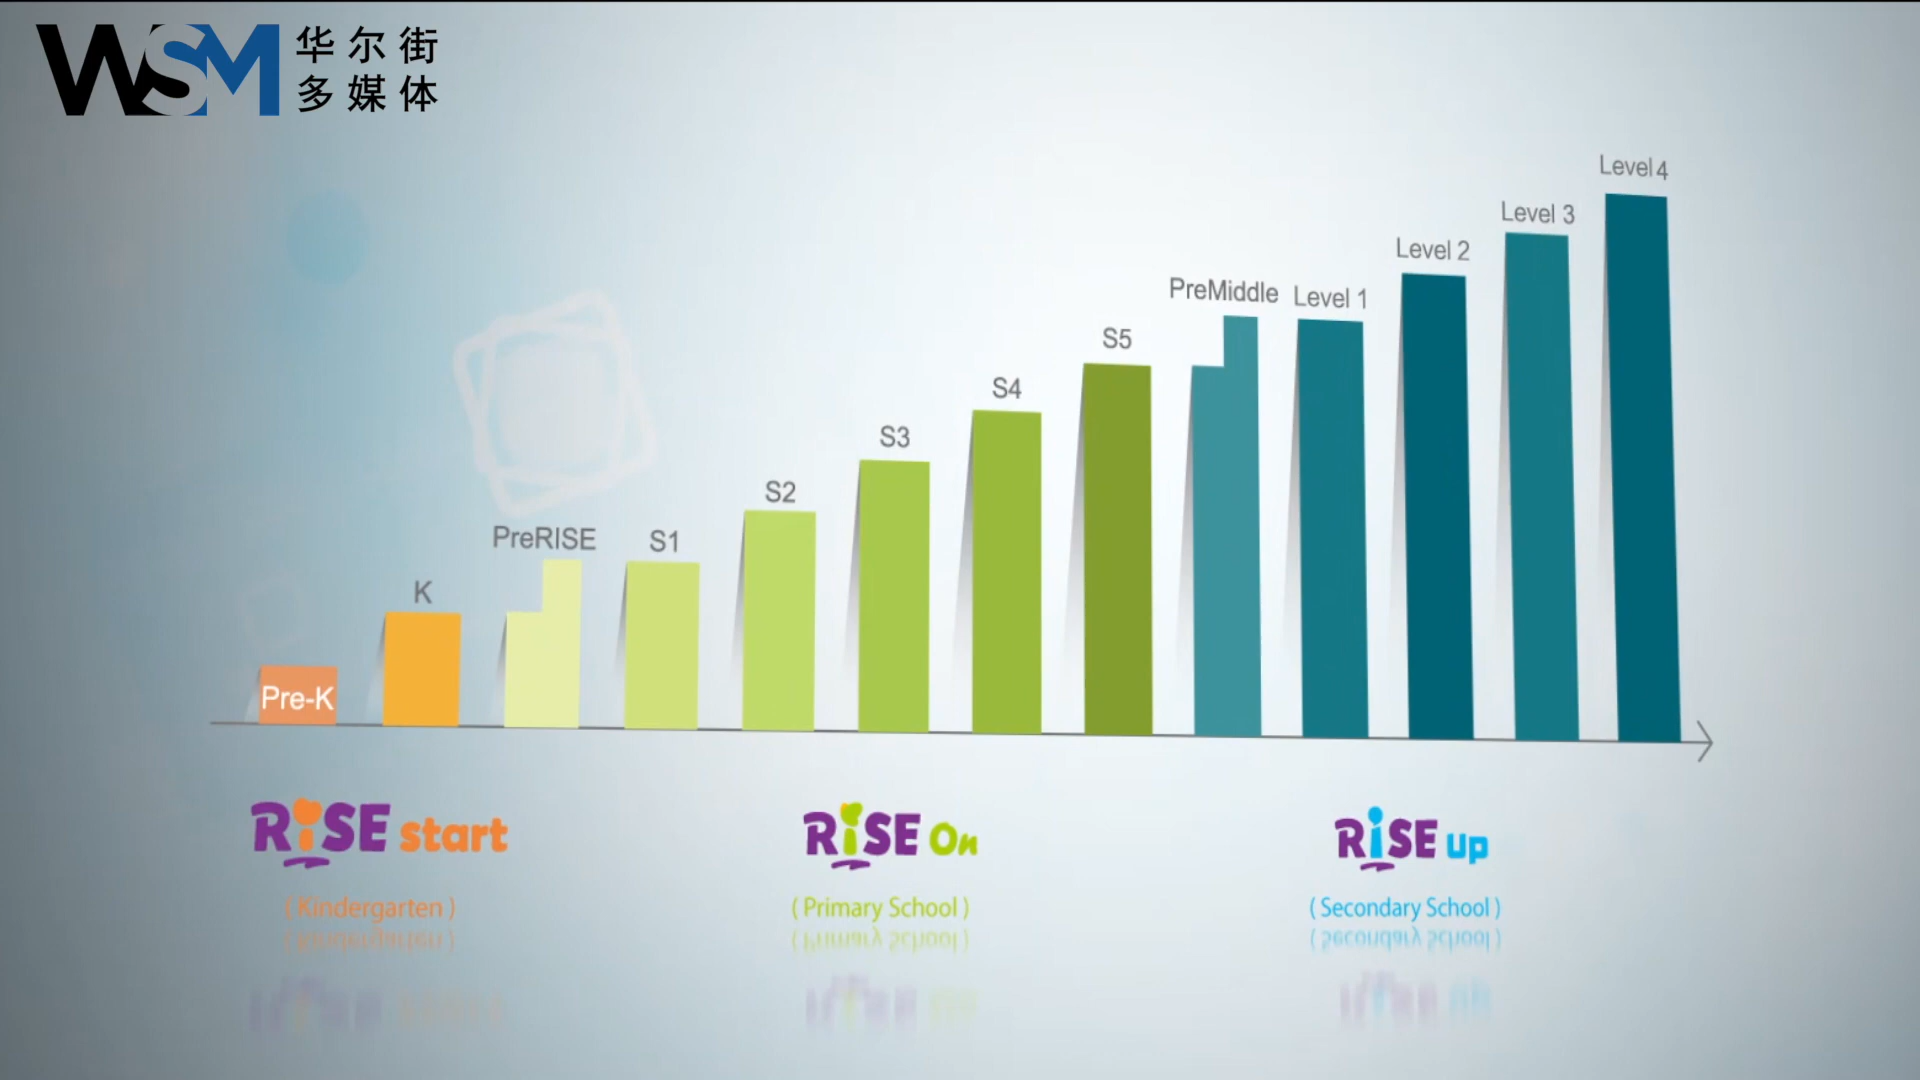 WSM 华尔街
多媒体
Level 4
Level 3
Level 2
PreMiddle
Level 1
S5
S4
S3
S2
PreRISE
S1
K
Pre-K
RiSE start
RiSE On
RiSE up
( Kindergarten )
( Primary School )
( Secondary School )